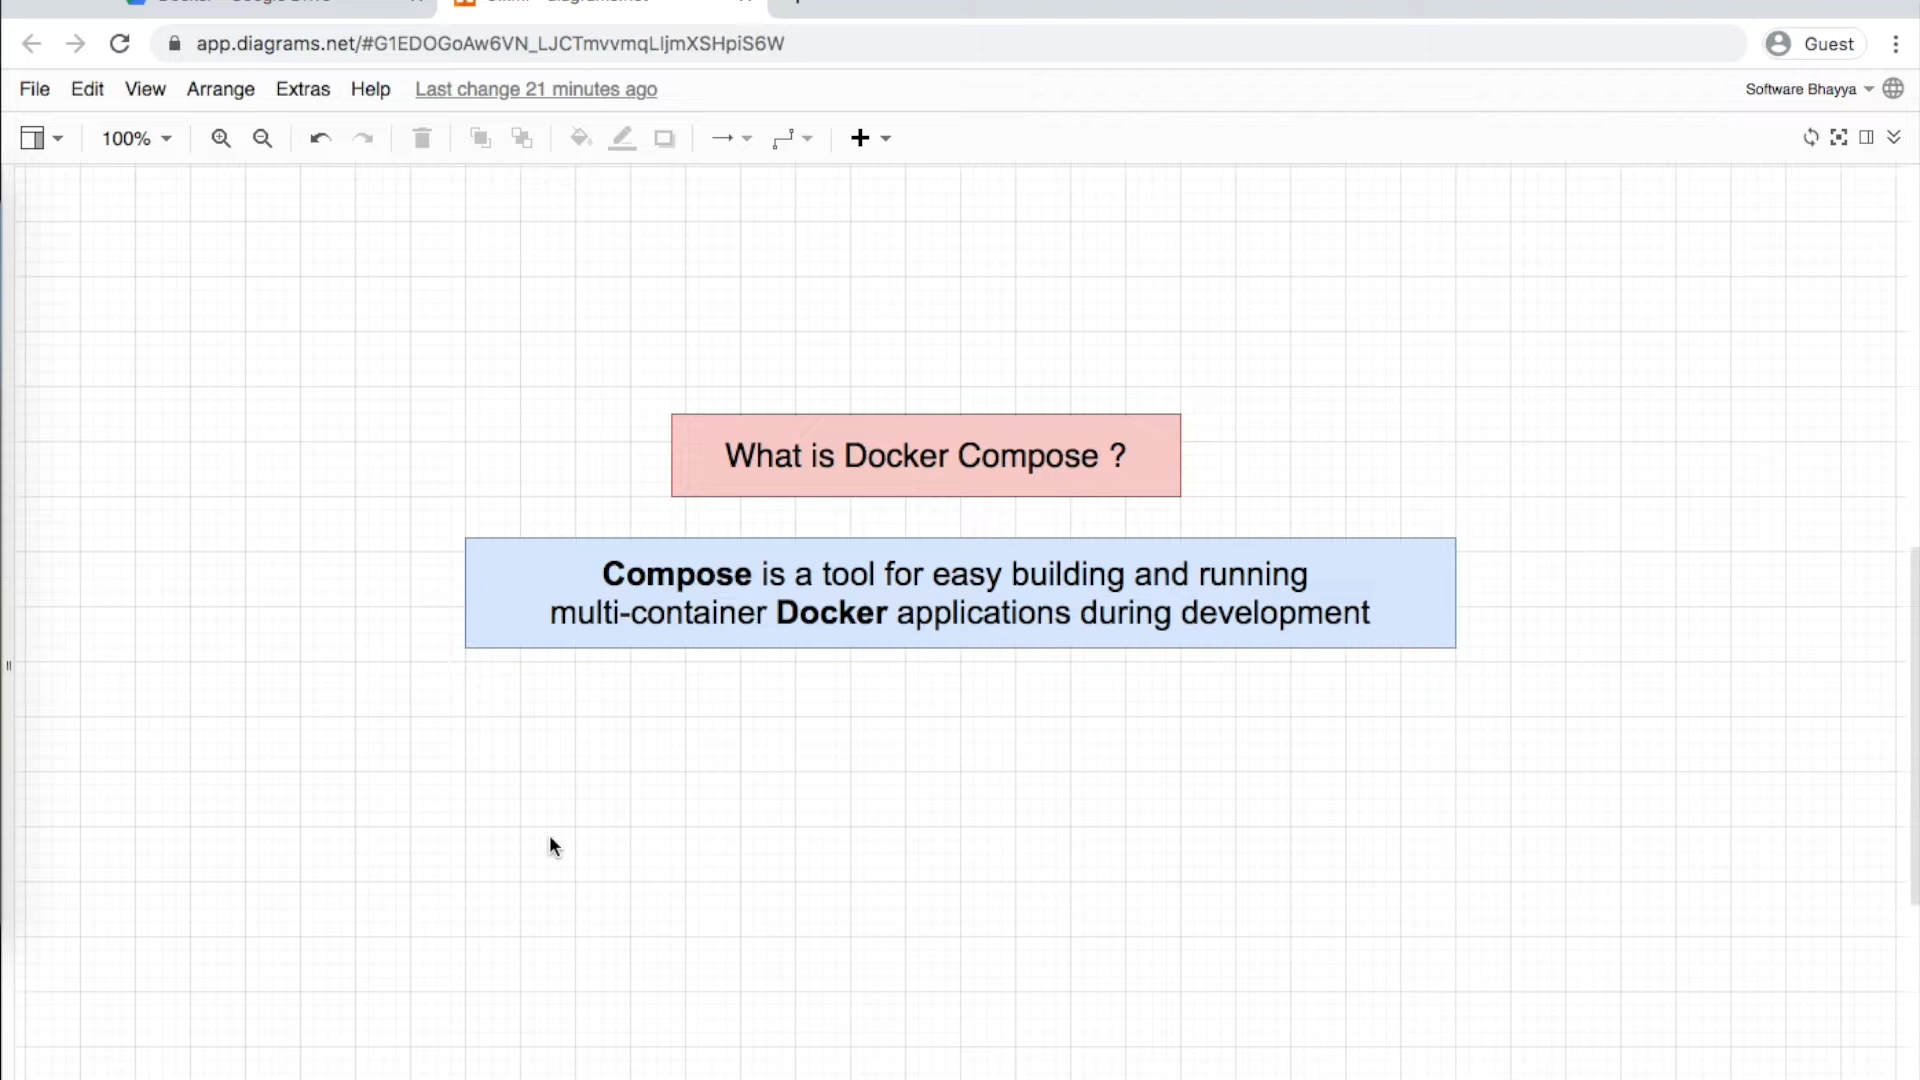 app.diagrams.net/#G1EDOGoAw6VN_LJCTmvvmqLIjmXSHpiS6W
Guest
File Edit View Arrange Extras Help Last change 21 minutes ago
Software Bhayya
100%
What is Docker Compose ?
Compose is a tool for easy building and running
multi-container Docker applications during development